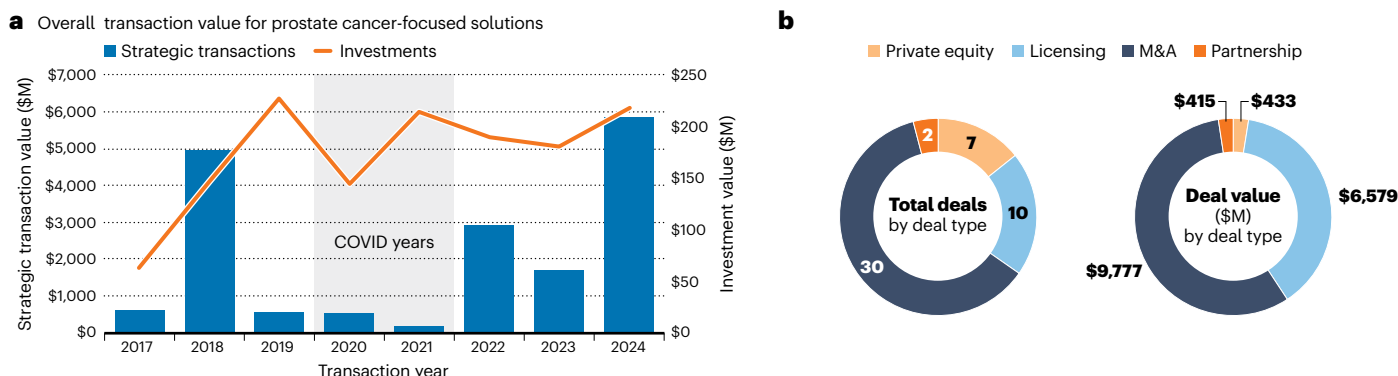 a Overall transaction value for prostate cancer-focused solutions
Strategic transactions Investments
Strategic transaction value ($M)
$7,000
$6,000
$5,000
$4,000
$3,000
$2,000
$1,000
$0
COVID years
$250
$200
$150
$100
$50
$0
Investment value ($M)
2017 2018 2019 2020 2021 2022 2023 2024
Transaction year
b
Private equity Licensing M&A Partnership
2
7
10
30
Total deals
by deal type
$415 $433
$6,579
$9,777
Deal value
($M)
by deal type